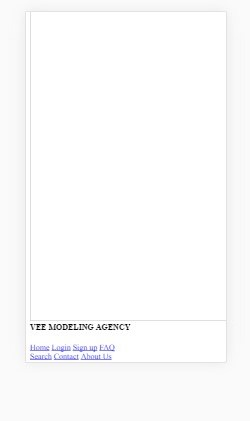 VEE MODELING AGENCY
Home Login Sign up FAQ
Search Contact About Us